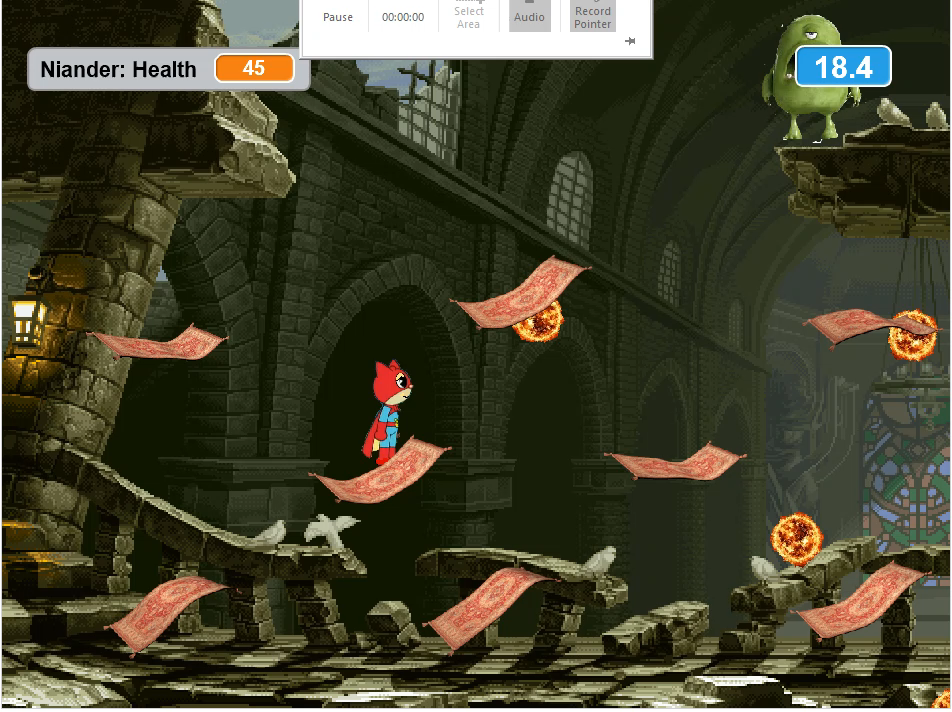 Pause
00:00:00
Select
Area
Audio
Record
Pointer
Niander: Health 45
18.4